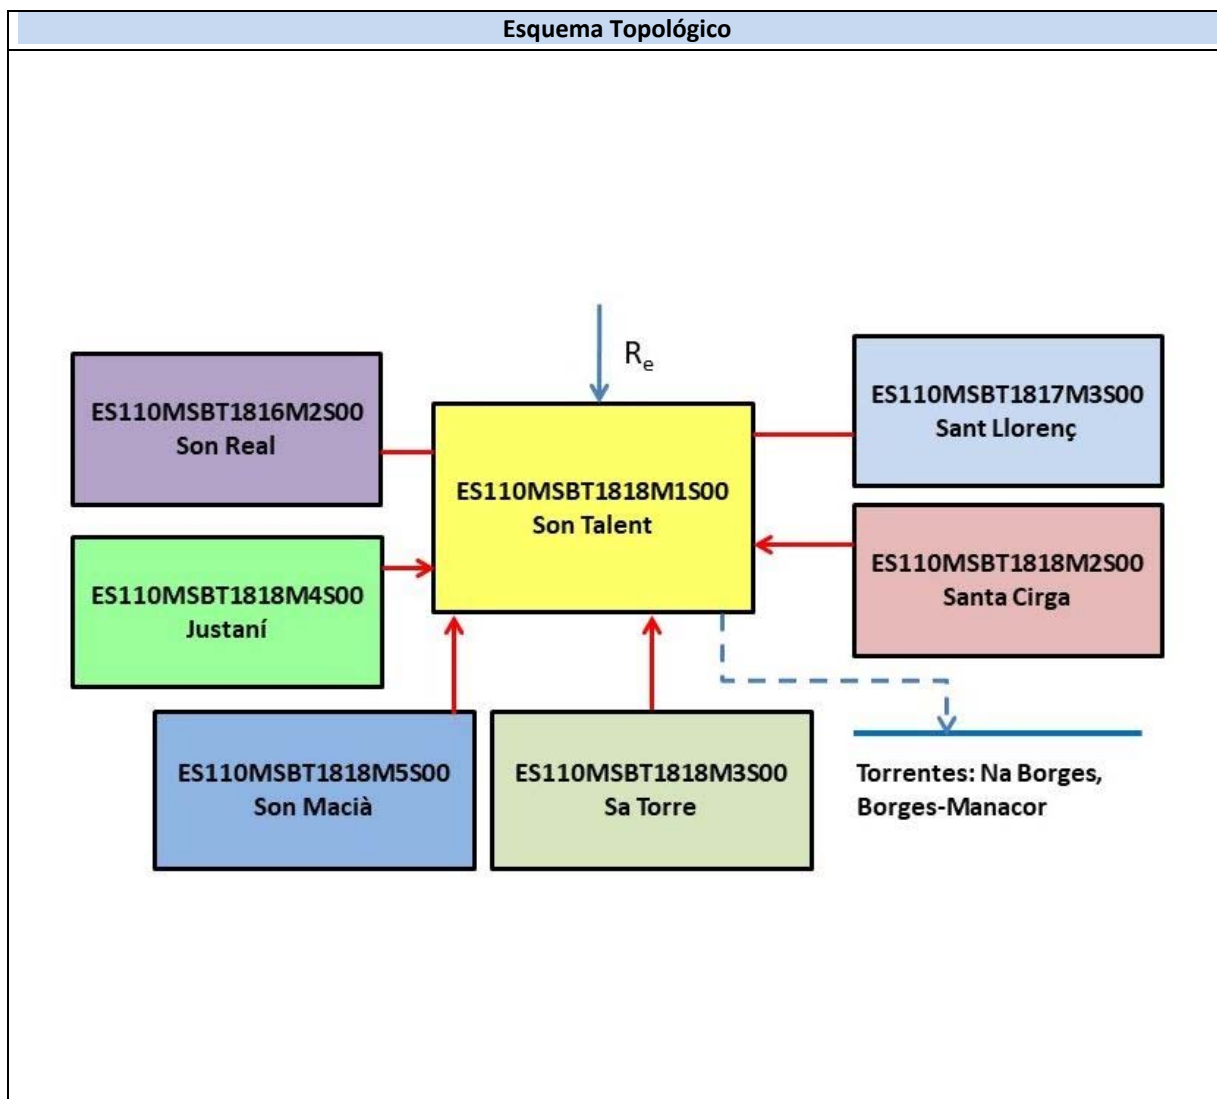 Esquema Topológico
Re
ES110MSBT1816M2S00
Son Real
ES110MSBT1817M3S00
Sant Llorenç
ES110MSBT1818M1S00
Son Talent
ES110MSBT1818M4S00
Justaní
ES110MSBT1818M2S00
Santa Cirga
ES110MSBT1818M5S00
Son Macià
ES110MSBT1818M3S00
Sa Torre
Torrentes: Na Borges,
Borges-Manacor